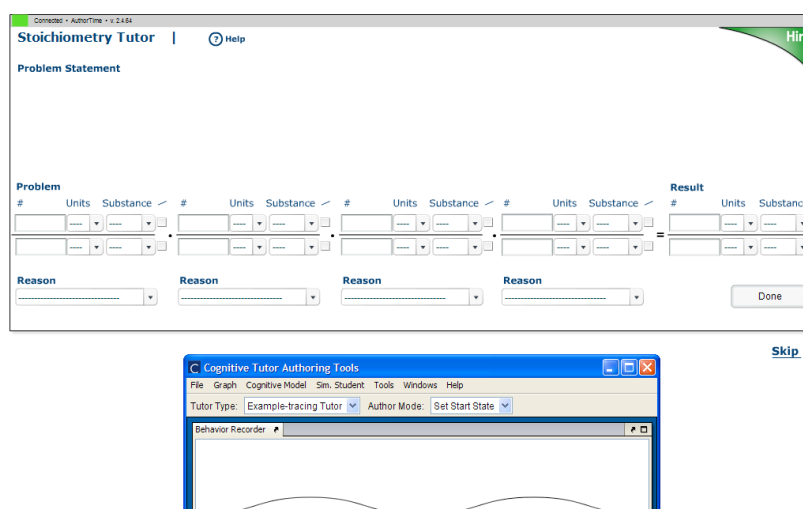 Connected • AuthorTime • v. 2.4.64
Stoichiometry Tutor | ? Help
Hin
Problem Statement
Problem
Result
# Units Substance # Units Substance # Units Substance # Units Substance # Units Substanc
---- ---- ---- ---- ---- ---- ---- ---- ---- ----
=
---- ---- ---- ---- ---- ---- ---- ---- ---- ----
Reason Reason Reason Reason
------------------------------ ------------------------------ ------------------------------ ------------------------------
Done
Skip
Cognitive Tutor Authoring Tools
File Graph Cognitive Model Sim. Student Tools Windows Help
Tutor Type: Example-tracing Tutor Author Mode: Set Start State
Behavior Recorder